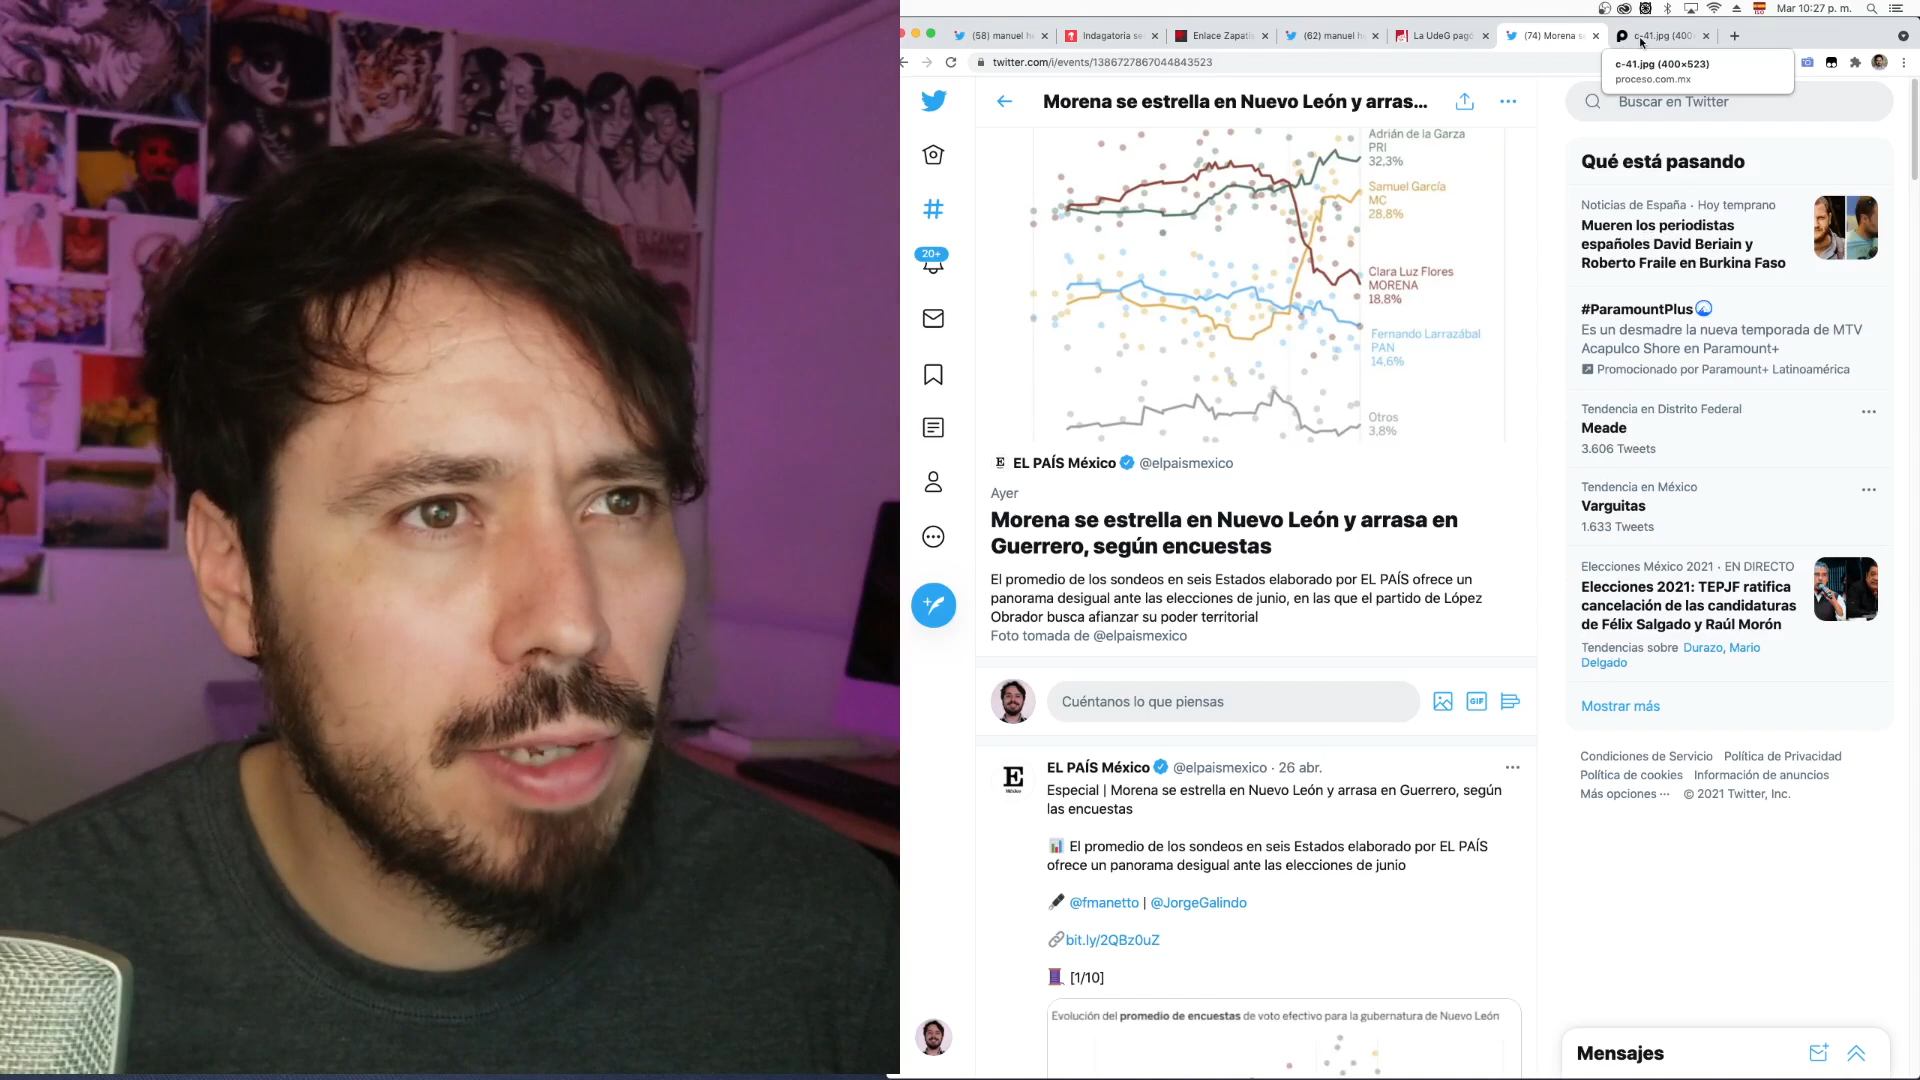 Mar 10:27 p. m.
(58) manuel h
Indagatoria se
Enlace Zapati
(62) manuel h
La UdeG pagó
(74) Morena s
c-41.jpg (400
twitter.com/i/events/1386727867044843523
c-41.jpg (400×523)
proceso.com.mx
Morena se estrella en Nuevo León y arras...
Buscar en Twitter
Adrián de la Garza
PRI
32,3%
Samuel García
MC
28,8%
Clara Luz Flores
MORENA
18,8%
Fernando Larrazábal
PAN
14,6%
Otros
3,8%
20+
EL CANON
EL PAÍS México @elpaismexico
Ayer
Morena se estrella en Nuevo León y arrasa en
Guerrero, según encuestas
El promedio de los sondeos en seis Estados elaborado por EL PAÍS ofrece un
panorama desigual ante las elecciones de junio, en las que el partido de López
Obrador busca afianzar su poder territorial
Foto tomada de @elpaismexico
Cuéntanos lo que piensas
GIF
EL PAÍS México @elpaismexico · 26 abr.
Especial | Morena se estrella en Nuevo León y arrasa en Guerrero, según
las encuestas
El promedio de los sondeos en seis Estados elaborado por EL PAÍS
ofrece un panorama desigual ante las elecciones de junio
@fmanetto | @JorgeGalindo
bit.ly/2QBz0uZ
[1/10]
Evolución del promedio de encuestas de voto efectivo para la gubernatura de Nuevo León
Qué está pasando
Noticias de España · Hoy temprano
Mueren los periodistas
españoles David Beriain y
Roberto Fraile en Burkina Faso
#ParamountPlus
Es un desmadre la nueva temporada de MTV
Acapulco Shore en Paramount+
Promocionado por Paramount+ Latinoamérica
Tendencia en Distrito Federal
Meade
3.606 Tweets
Tendencia en México
Varguitas
1.633 Tweets
Elecciones México 2021 · EN DIRECTO
Elecciones 2021: TEPJF ratifica
cancelación de las candidaturas
de Félix Salgado y Raúl Morón
Tendencias sobre Durazo, Mario
Delgado
Mostrar más
Condiciones de Servicio Política de Privacidad
Política de cookies Información de anuncios
Más opciones ··· © 2021 Twitter, Inc.
Mensajes